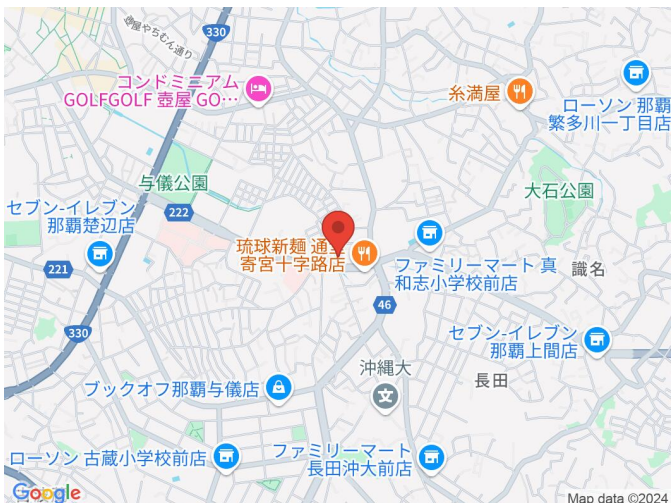 屋やちむん通り
330
コンドミニアム
GOLFGOLF 壺屋 GO…
糸満屋
ローソン 那覇
繁多川一丁目店
与儀公園
大石公園
セブン-イレブン
那覇楚辺店
222
琉球新麺 通
寄宮十字路店
ファミリーマート 真
和志小学校前店
識名
221
46
330
セブン-イレブン
那覇上間店
沖縄大
長田
ブックオフ那覇与儀店
ローソン 古蔵小学校前店
ファミリーマート
長田沖大前店
Google
Map data ©2024